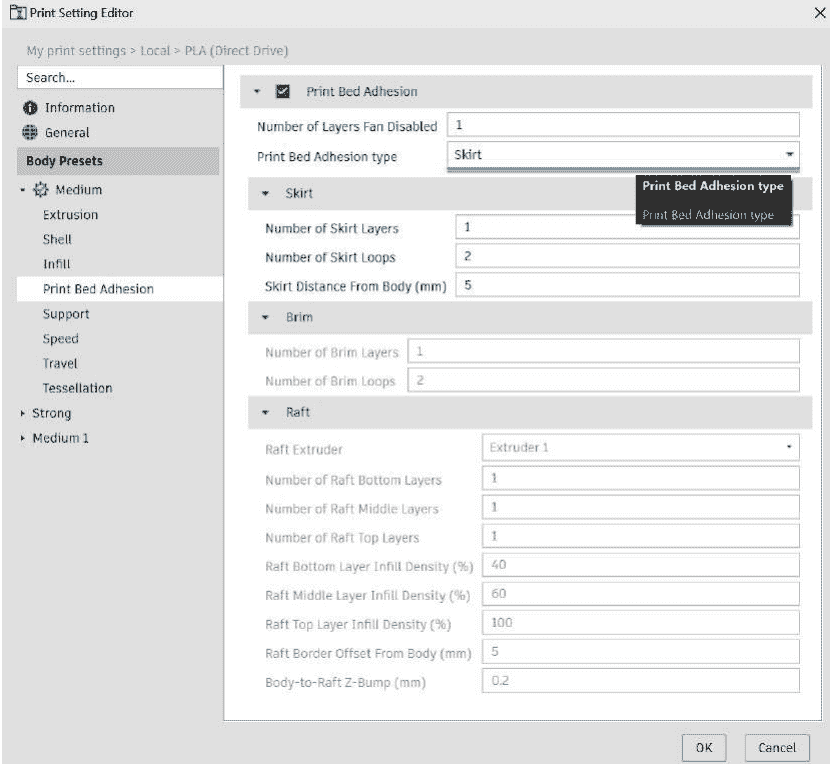 Print Setting Editor
My print settings > Local > PLA (Direct Drive)
Search...
Information
General
Body Presets
Medium
Extrusion
Shell
Infill
Print Bed Adhesion
Support
Speed
Travel
Tessellation
Strong
Medium 1
Print Bed Adhesion
Number of Layers Fan Disabled 1
Print Bed Adhesion type Skirt
Print Bed Adhesion type
Print Bed Adhesion type
Skirt
Number of Skirt Layers 1
Number of Skirt Loops 2
Skirt Distance From Body (mm) 5
Brim
Number of Brim Layers 1
Number of Brim Loops 2
Raft
Raft Extruder Extruder 1
Number of Raft Bottom Layers 1
Number of Raft Middle Layers 1
Number of Raft Top Layers 1
Raft Bottom Layer Infill Density (%) 40
Raft Middle Layer Infill Density (%) 60
Raft Top Layer Infill Density (%) 100
Raft Border Offset From Body (mm) 5
Body-to-Raft Z-Bump (mm) 0.2
OK Cancel